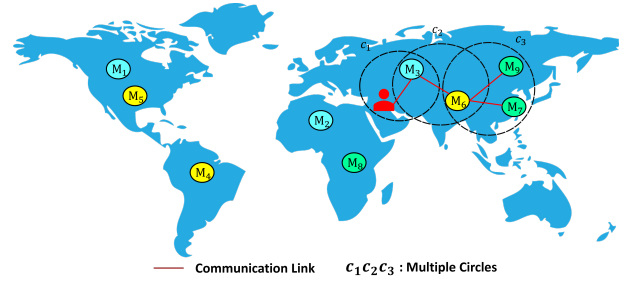 c₁
c₂
c₃
M₁
M₅
M₃
M₉
M₆
M₇
M₂
M₈
M₄
Communication Link
c₁c₂c₃ : Multiple Circles